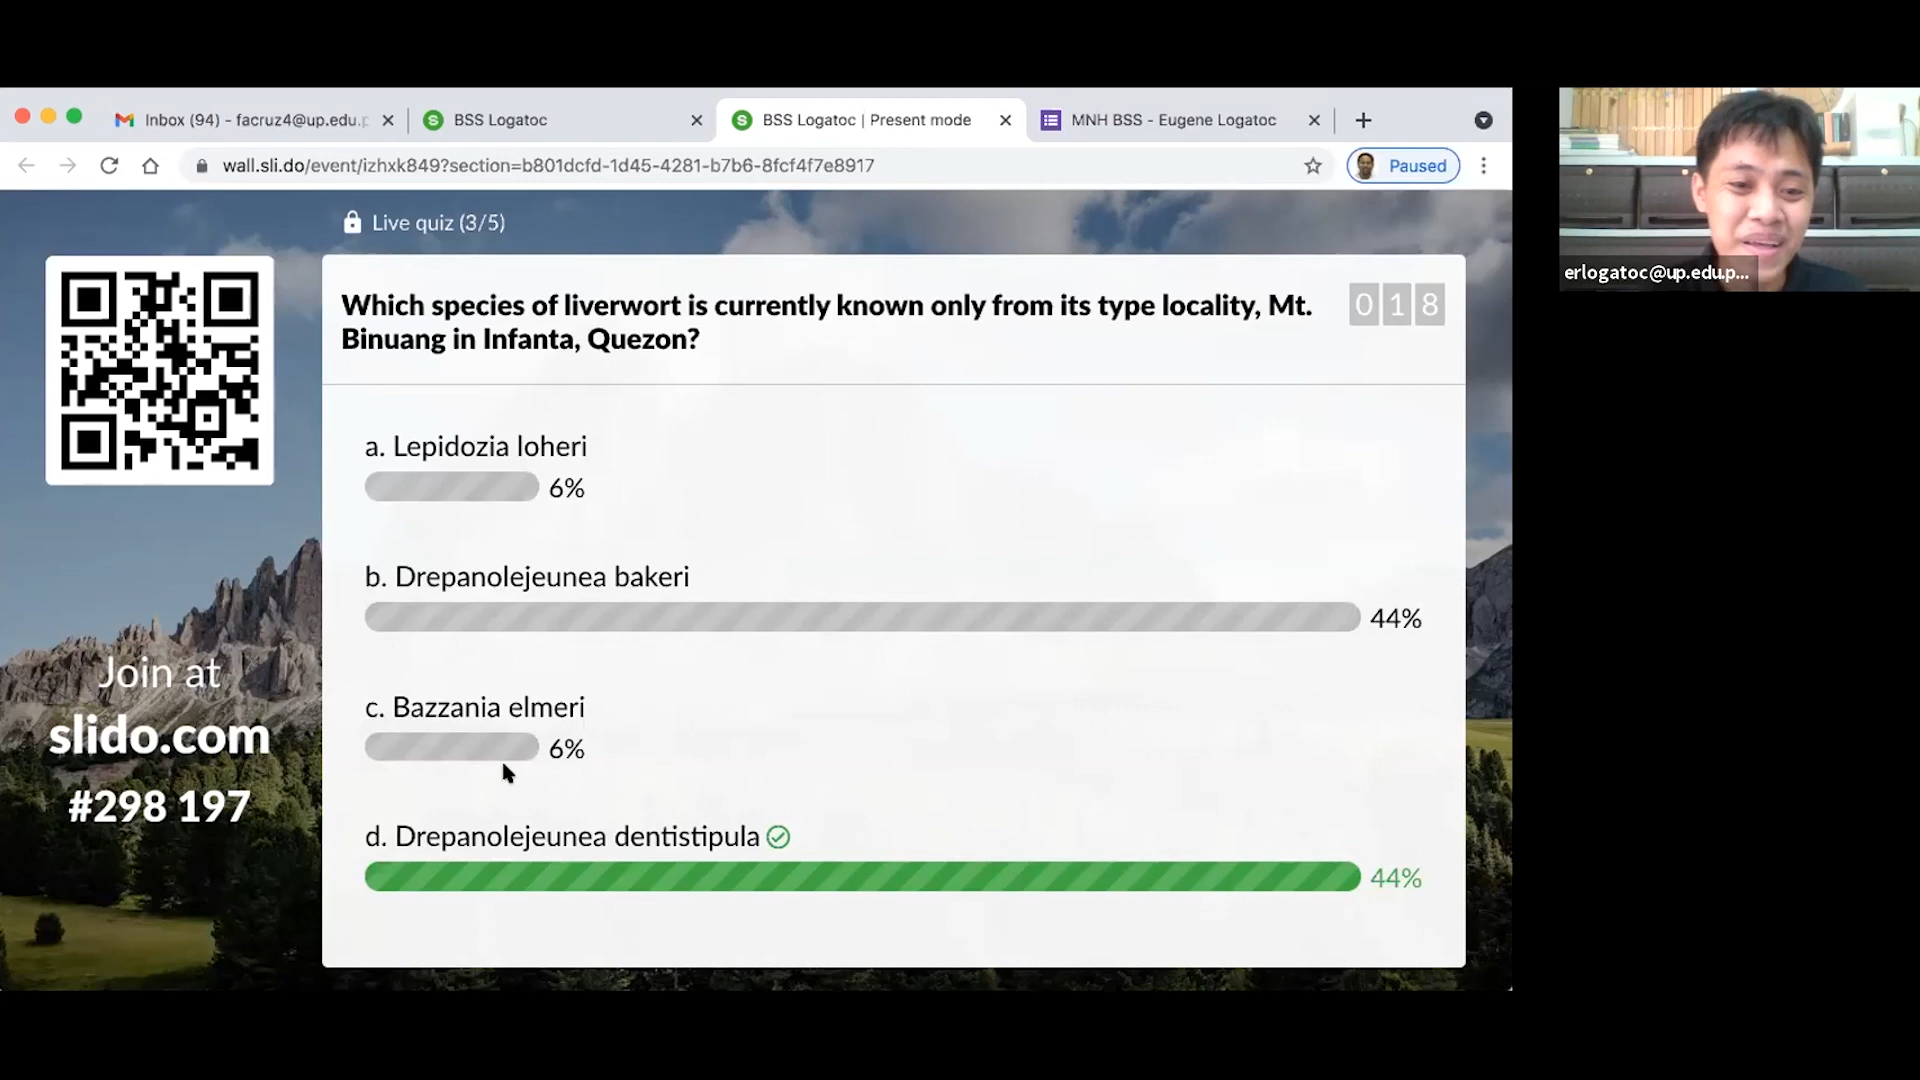 Inbox (94) - facruz4@up.edu.p
BSS Logatoc
BSS Logatoc | Present mode
MNH BSS - Eugene Logatoc
wall.sli.do/event/izhxk849?section=b801dcfd-1d45-4281-b7b6-8fcf4f7e8917
Paused
erlogatoc@up.edu.p...
Live quiz (3/5)
Which species of liverwort is currently known only from its type locality, Mt.
Binuang in Infanta, Quezon?
018
a. Lepidozia loheri
6%
b. Drepanolejeunea bakeri
44%
c. Bazzania elmeri
6%
d. Drepanolejeunea dentistipula
44%
Join at
slido.com
#298 197